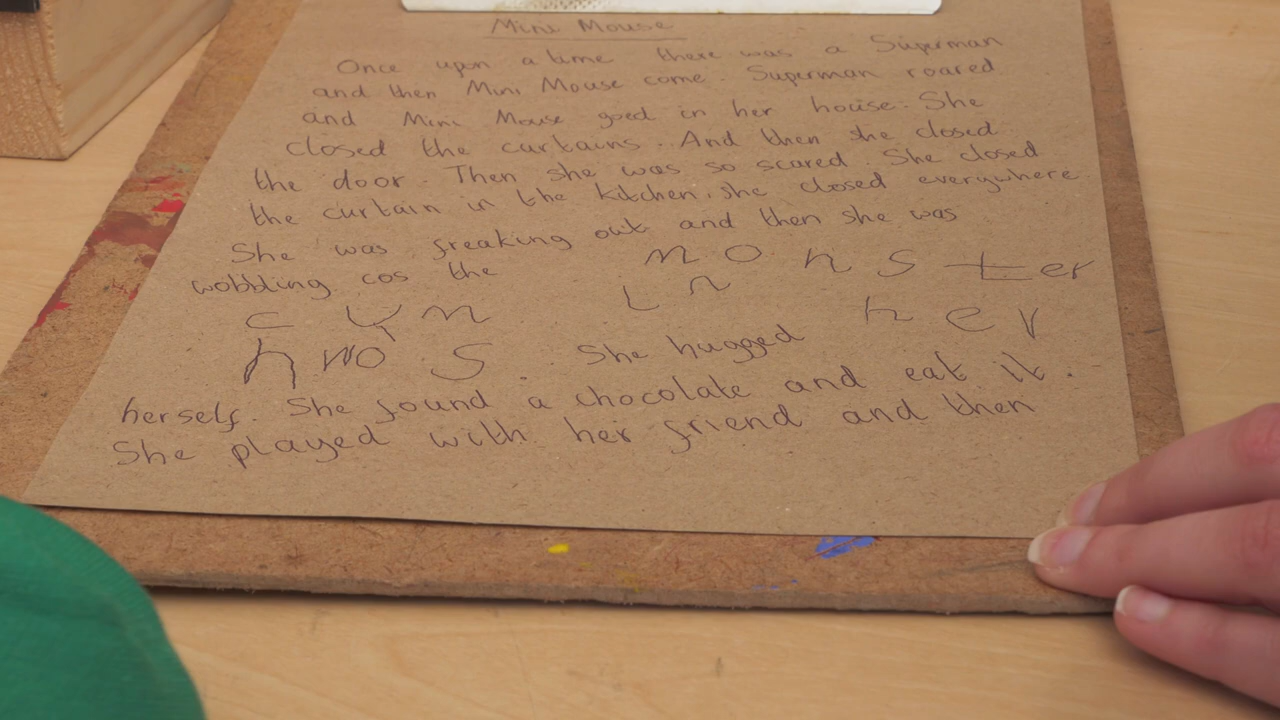 Mini Mouse
Once upon a time there was a Superman
and then Mini Mouse come. Superman roared
and Mini Mouse goed in her house. She
closed the curtains. And then she closed
the door. Then she was so scared. She closed
the curtain in the kitchen, she closed everywhere.
She was freaking out and then she was
wobbling cos the monster
cym in her
hwos. She hugged
herself. She found a chocolate and eat it.
She played with her friend and then